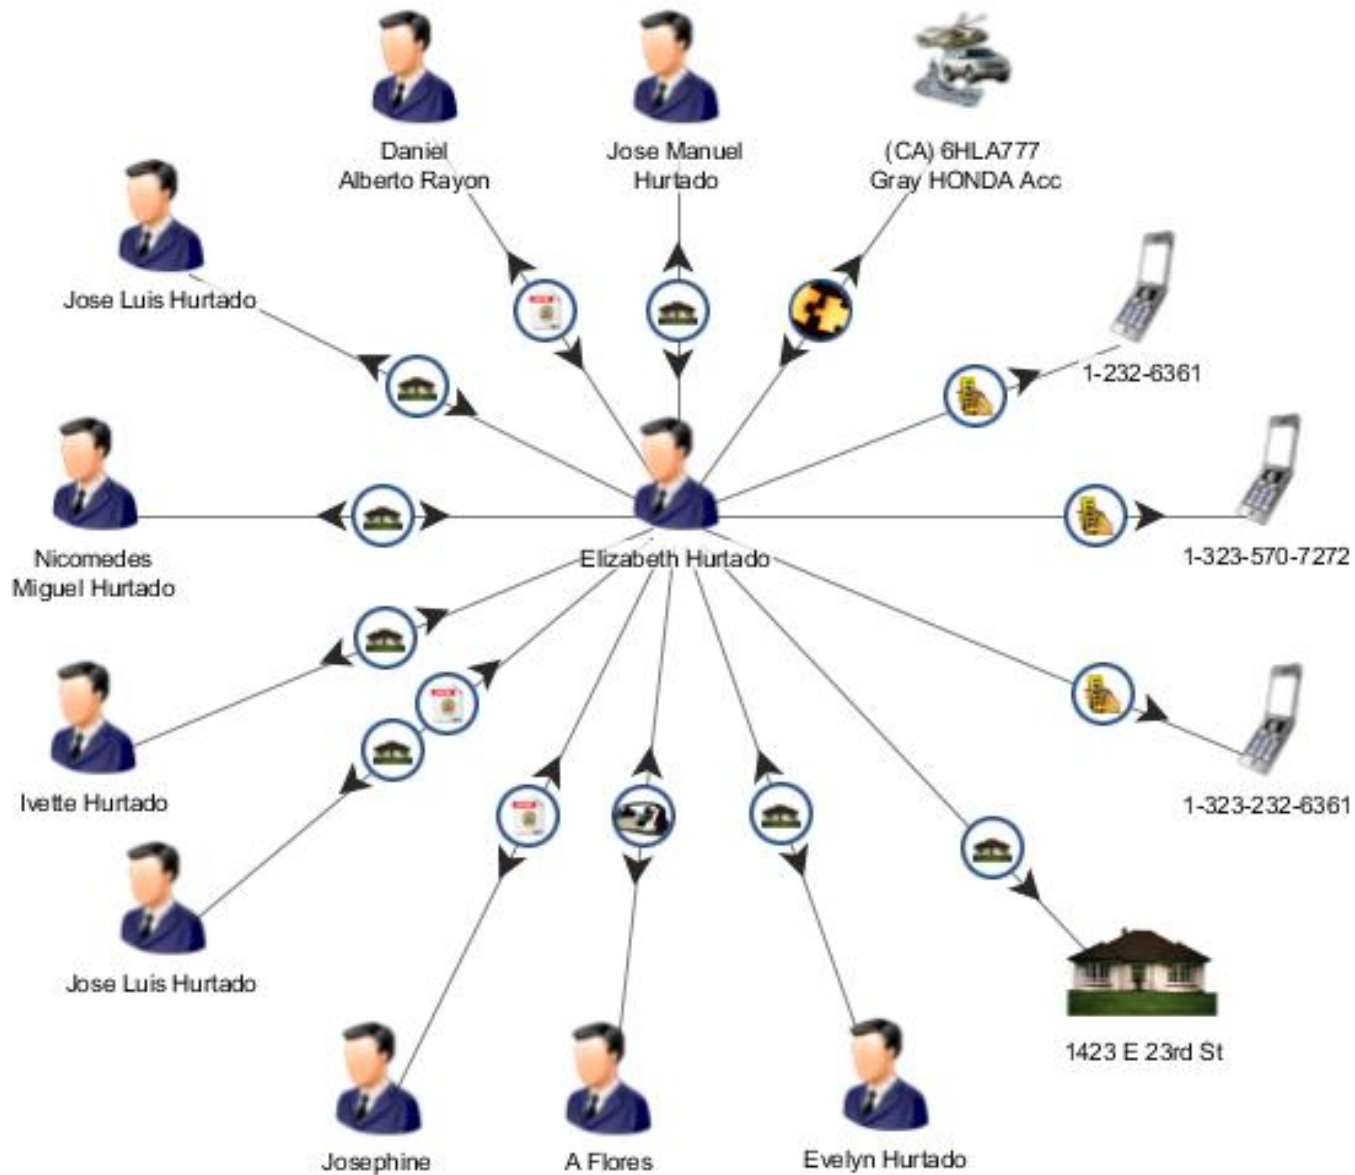 Daniel
Alberto Rayon
Jose Manuel
Hurtado
(CA) 6HLA777
Gray HONDA Acc
Jose Luis Hurtado
1-232-6361
Nicomedes
Miguel Hurtado
Elizabeth Hurtado
1-323-570-7272
Ivette Hurtado
1-323-232-6361
Jose Luis Hurtado
1423 E 23rd St
Josephine
A Flores
Evelyn Hurtado